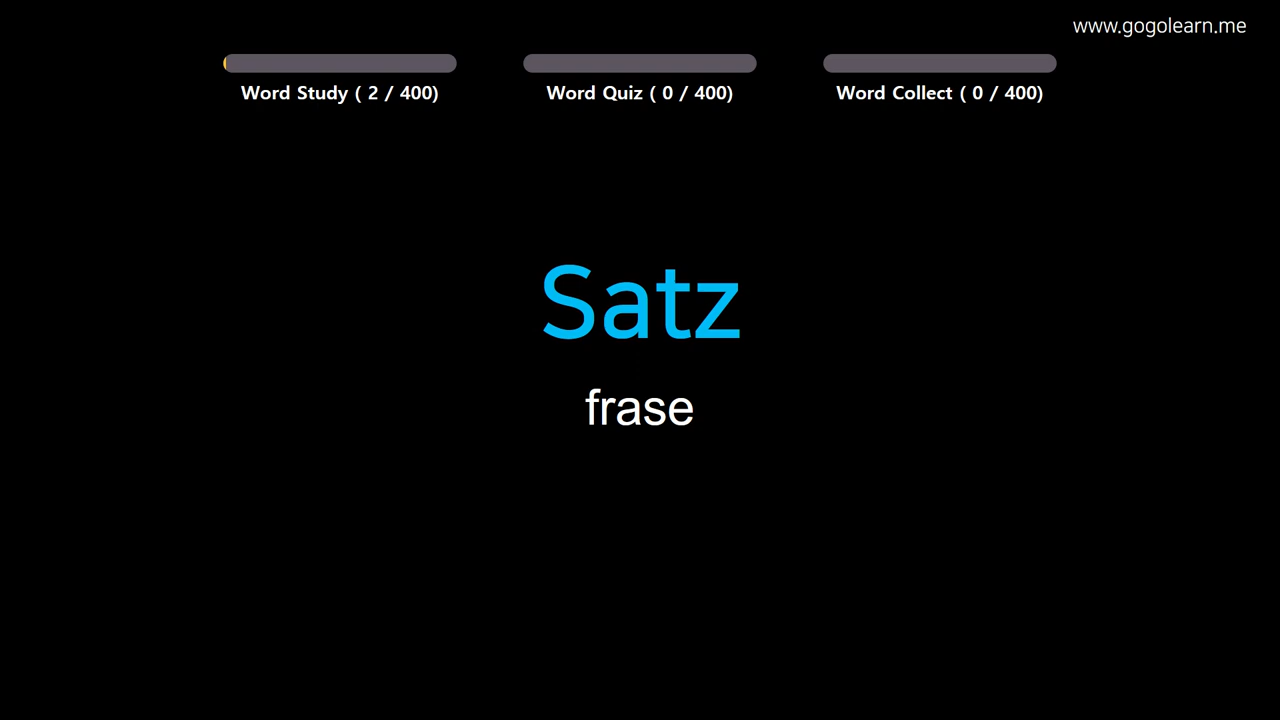 www.gogolearn.me
Word Study ( 2 / 400)
Word Quiz ( 0 / 400)
Word Collect ( 0 / 400)
Satz
frase